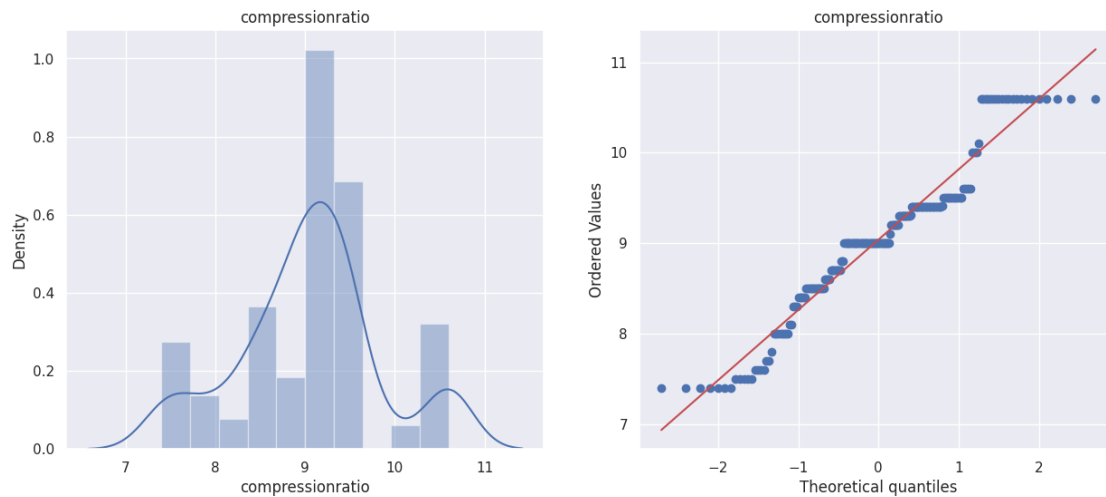 compressionratio
Density
1.0
0.8
0.6
0.4
0.2
0.0
7 8 9 10 11
compressionratio
compressionratio
Ordered Values
11
10
9
8
7
−2 −1 0 1 2
Theoretical quantiles